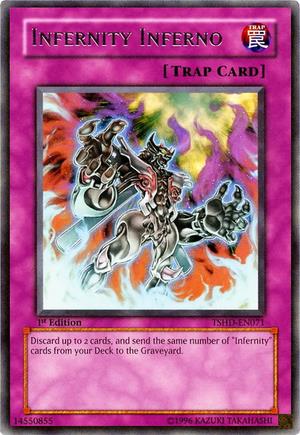 INFERNITY INFERNO
TRAP
罠
[TRAP CARD]
1st Edition
TSHD-EN071
Discard up to 2 cards, and send the same number of "Infernity"
cards from your Deck to the Graveyard.
14550855
©1996 KAZUKI TAKAHASHI